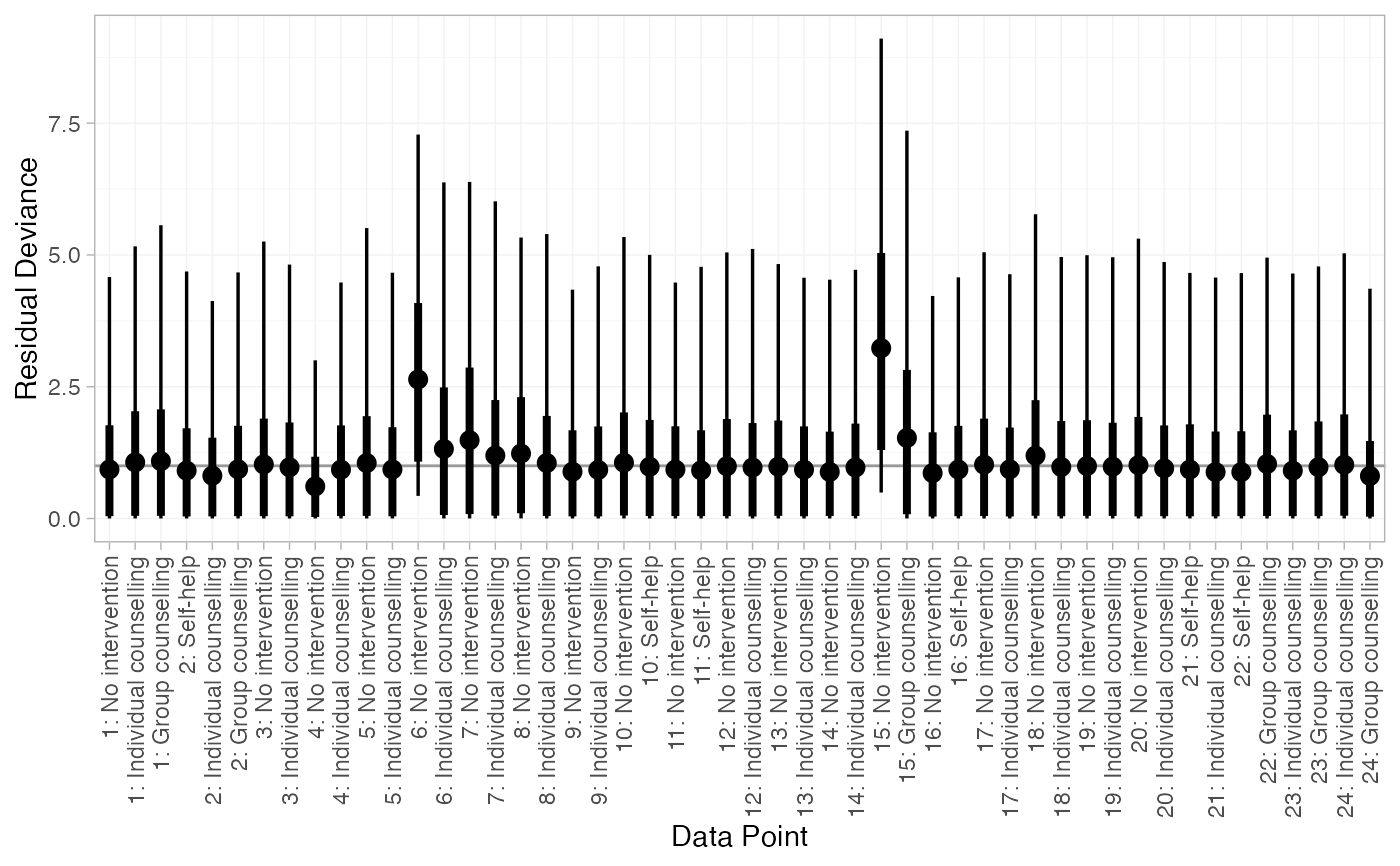 Residual Deviance
7.5
5.0
2.5
0.0
1: No intervention
1: Individual counselling
1: Group counselling
2: Self-help
2: Individual counselling
2: Group counselling
3: No intervention
3: Individual counselling
4: No intervention
4: Individual counselling
5: No intervention
5: Individual counselling
6: No intervention
6: Individual counselling
7: No intervention
7: Individual counselling
8: No intervention
8: Individual counselling
9: No intervention
9: Individual counselling
10: No intervention
10: Self-help
11: No intervention
11: Self-help
12: No intervention
12: Individual counselling
13: No intervention
13: Individual counselling
14: No intervention
14: Individual counselling
15: No intervention
15: Group counselling
16: No intervention
16: Self-help
17: No intervention
17: Individual counselling
18: No intervention
18: Individual counselling
19: No intervention
19: Individual counselling
20: No intervention
20: Individual counselling
21: Self-help
21: Individual counselling
22: Self-help
22: Group counselling
23: Individual counselling
23: Group counselling
24: Individual counselling
24: Group counselling
Data Point